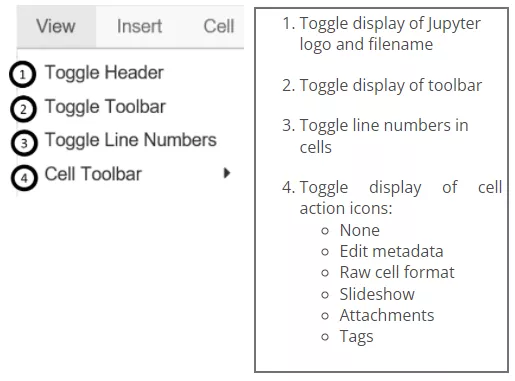 View Insert Cell
1 Toggle Header
2 Toggle Toolbar
3 Toggle Line Numbers
4 Cell Toolbar
1. Toggle display of Jupyter
logo and filename
2. Toggle display of toolbar
3. Toggle line numbers in
cells
4. Toggle display of cell
action icons:
None
Edit metadata
Raw cell format
Slideshow
Attachments
Tags